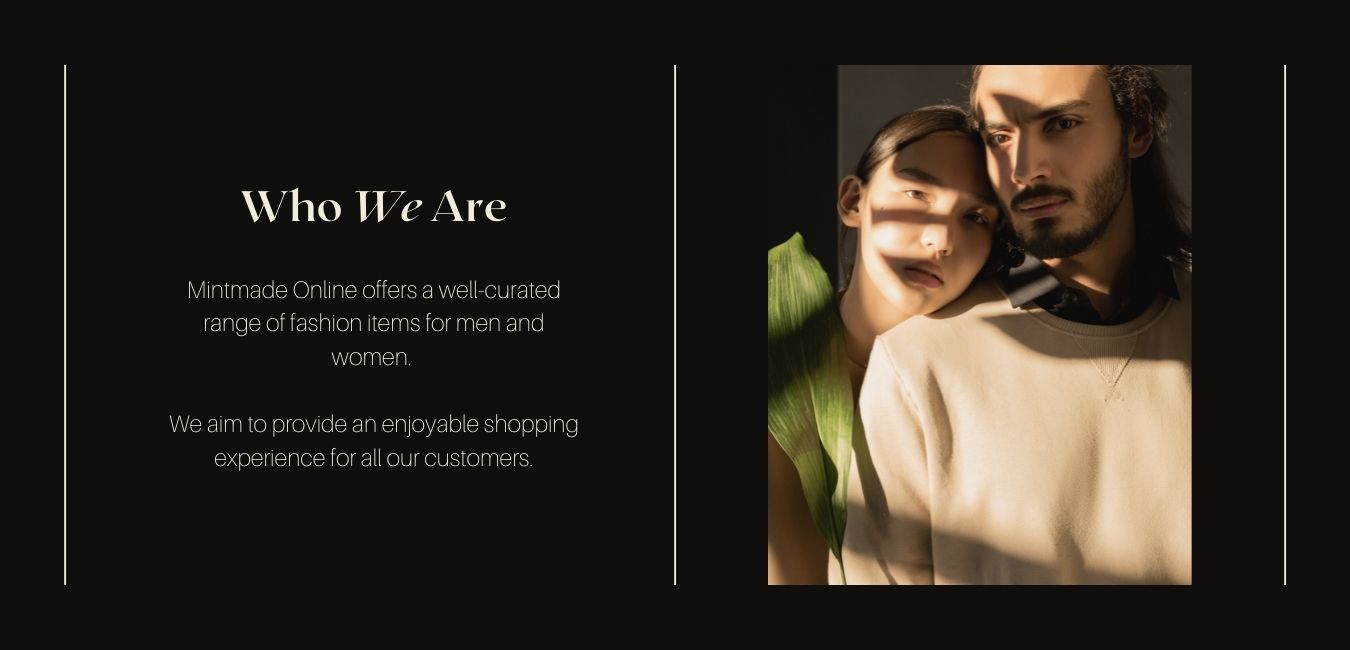 Who We Are
Mintmade Online offers a well-curated
range of fashion items for men and
women.
We aim to provide an enjoyable shopping
experience for all our customers.